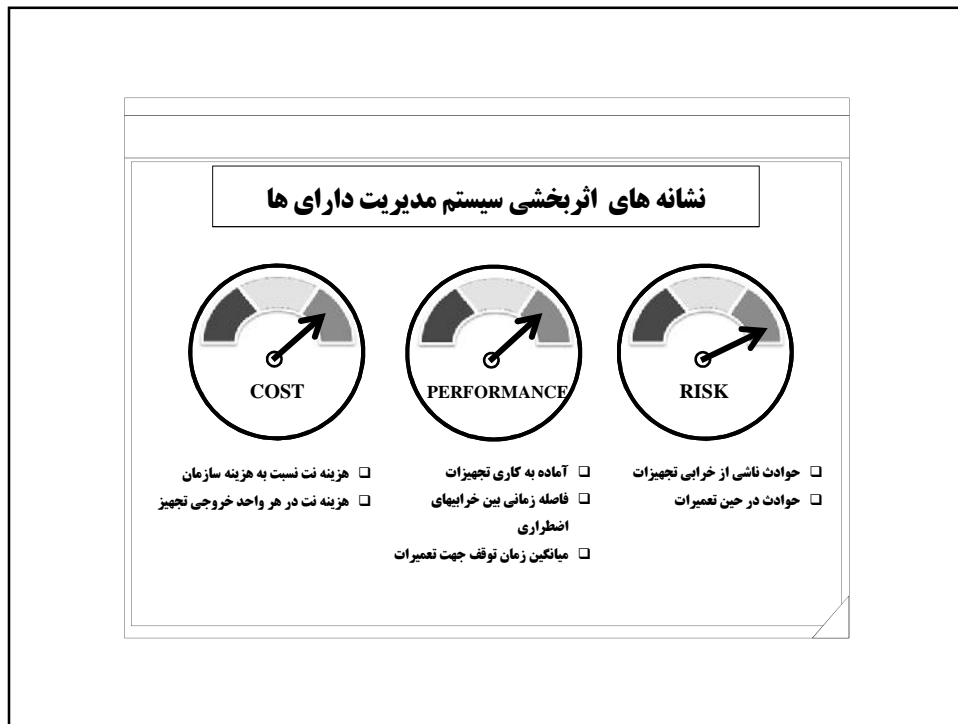 نشانه های اثربخشی سیستم مدیریت دارای ها
RISK
PERFORMANCE
COST
❑ حوادث ناشی از خرابی تجهیزات
❑ حوادث در حین تعمیرات
❑ آماده به کاری تجهیزات
❑ فاصله زمانی بین خرابیهای
اضطراری
❑ میانگین زمان توقف جهت تعمیرات
❑ هزینه نت نسبت به هزینه سازمان
❑ هزینه نت در هر واحد خروجی تجهیز